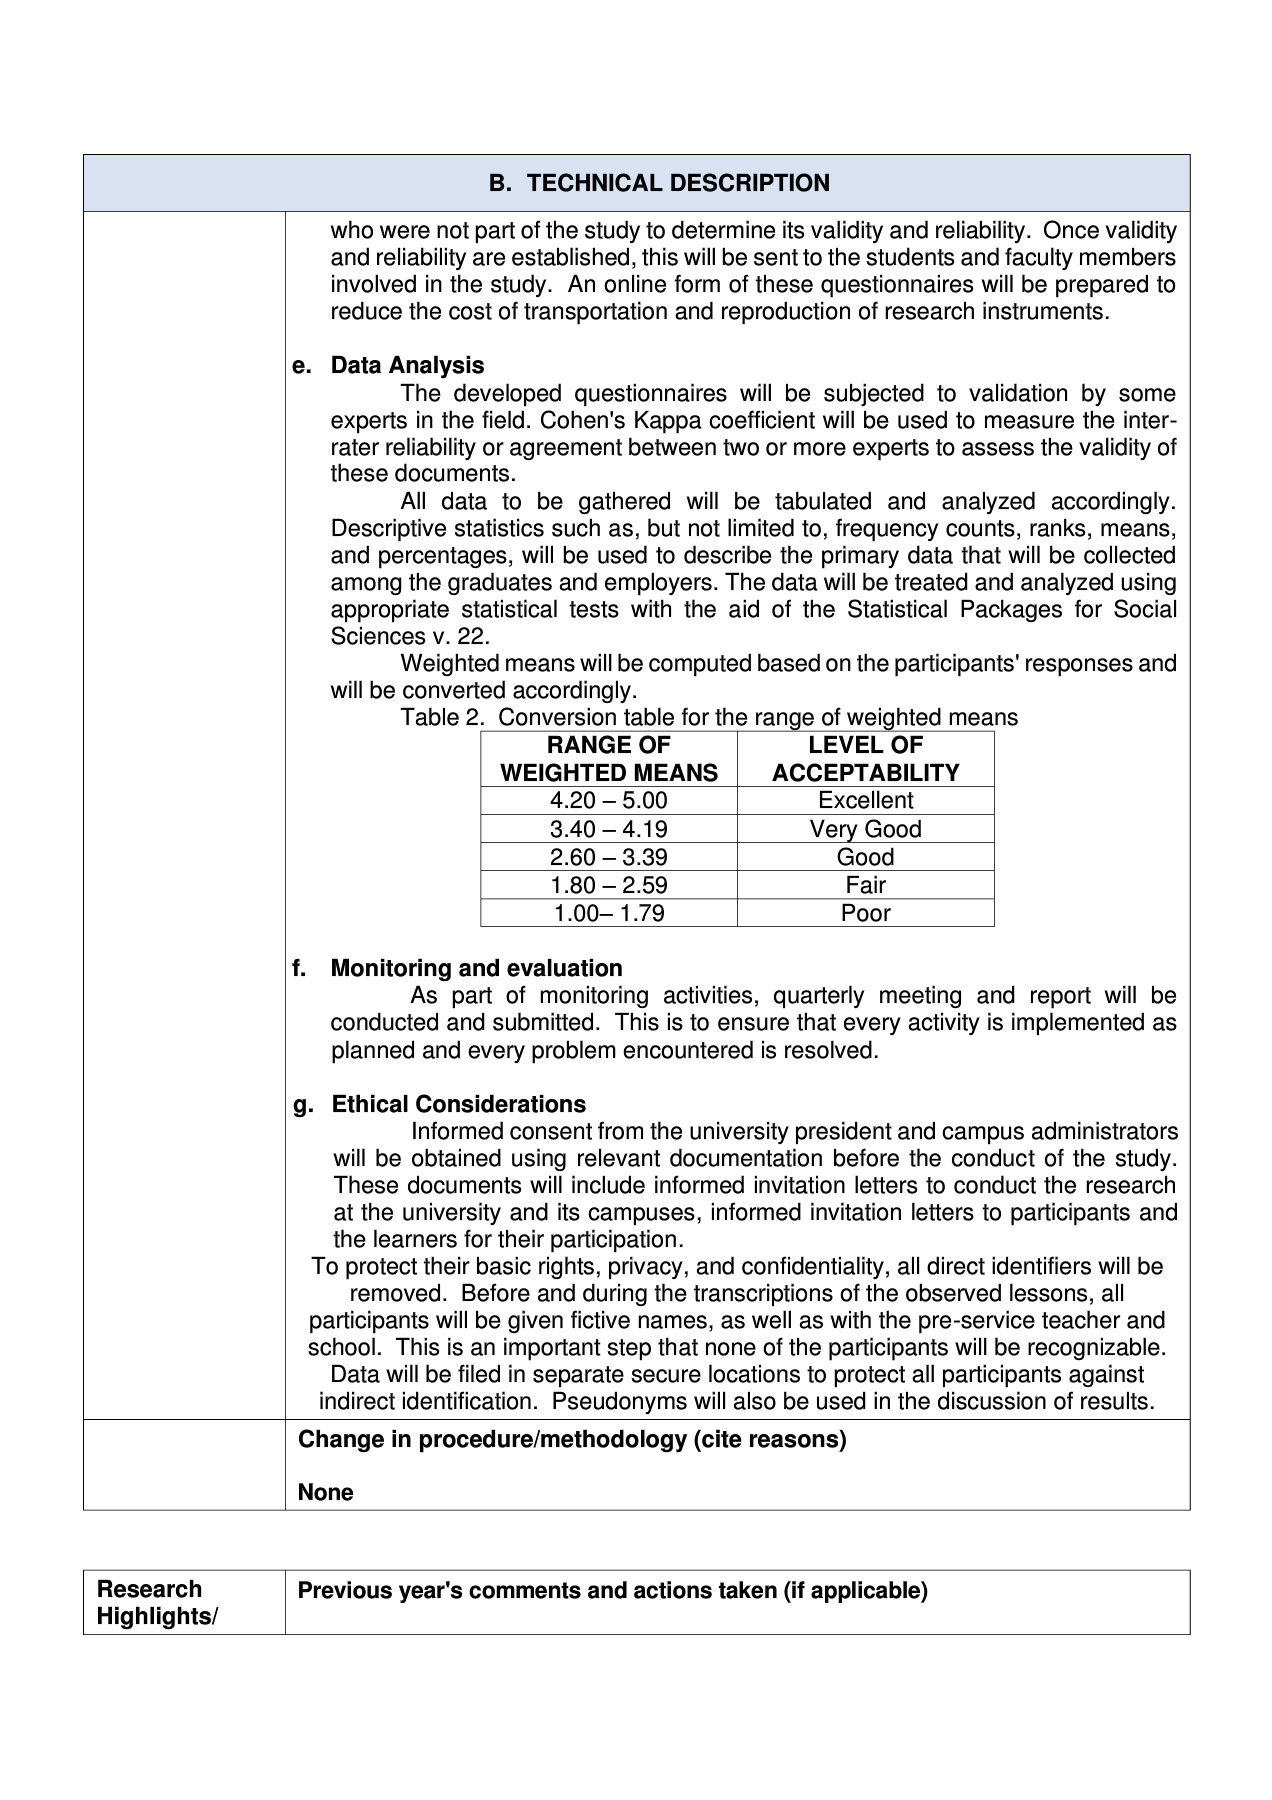 B. TECHNICAL DESCRIPTION
who were not part of the study to determine its validity and reliability. Once validity
and reliability are established, this will be sent to the students and faculty members
involved in the study. An online form of these questionnaires will be prepared to
reduce the cost of transportation and reproduction of research instruments.
e. Data Analysis
The developed questionnaires will be subjected to validation by some
experts in the field. Cohen's Kappa coefficient will be used to measure the inter-
rater reliability or agreement between two or more experts to assess the validity of
these documents.
All data to be gathered will be tabulated and analyzed accordingly.
Descriptive statistics such as, but not limited to, frequency counts, ranks, means,
and percentages, will be used to describe the primary data that will be collected
among the graduates and employers. The data will be treated and analyzed using
appropriate statistical tests with the aid of the Statistical Packages for Social
Sciences v. 22.
Weighted means will be computed based on the participants' responses and
will be converted accordingly.
Table 2. Conversion table for the range of weighted means
RANGE OF LEVEL OF
WEIGHTED MEANS ACCEPTABILITY
4.20 – 5.00 Excellent
3.40 – 4.19 Very Good
2.60 – 3.39 Good
1.80 – 2.59 Fair
1.00– 1.79 Poor
f. Monitoring and evaluation
As part of monitoring activities, quarterly meeting and report will be
conducted and submitted. This is to ensure that every activity is implemented as
planned and every problem encountered is resolved.
g. Ethical Considerations
Informed consent from the university president and campus administrators
will be obtained using relevant documentation before the conduct of the study.
These documents will include informed invitation letters to conduct the research
at the university and its campuses, informed invitation letters to participants and
the learners for their participation.
To protect their basic rights, privacy, and confidentiality, all direct identifiers will be
removed. Before and during the transcriptions of the observed lessons, all
participants will be given fictive names, as well as with the pre-service teacher and
school. This is an important step that none of the participants will be recognizable.
Data will be filed in separate secure locations to protect all participants against
indirect identification. Pseudonyms will also be used in the discussion of results.
Change in procedure/methodology (cite reasons)
None
Research Previous year's comments and actions taken (if applicable)
Highlights/